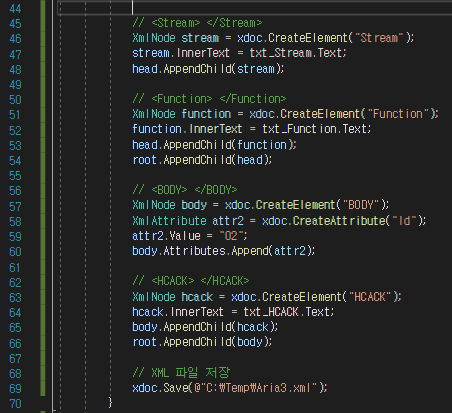 44
45 // <Stream> </Stream>
46 XmlNode stream = xdoc.CreateElement("Stream");
47 stream.InnerText = txt_Stream.Text;
48 head.AppendChild(stream);
49
50 // <Function> </Function>
51 XmlNode function = xdoc.CreateElement("Function");
52 function.InnerText = txt_Function.Text;
53 head.AppendChild(function);
54 root.AppendChild(head);
55
56 // <BODY> </BODY>
57 XmlNode body = xdoc.CreateElement("BODY");
58 XmlAttribute attr2 = xdoc.CreateAttribute("Id");
59 attr2.Value = "02";
60 body.Attributes.Append(attr2);
61
62 // <HCACK> </HCACK>
63 XmlNode hcack = xdoc.CreateElement("HCACK");
64 hcack.InnerText = txt_HCACK.Text;
65 body.AppendChild(hcack);
66 root.AppendChild(body);
67
68 // XML 파일 저장
69 xdoc.Save(@"C:₩Temp₩Aria3.xml");
70 }